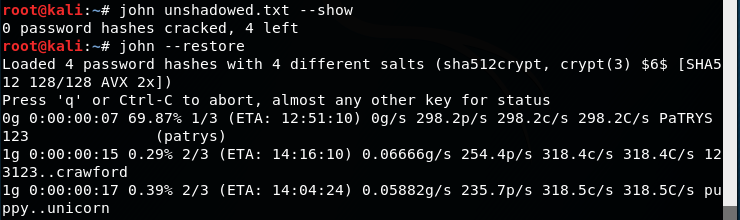 root@kali:~# john unshadowed.txt --show
0 password hashes cracked, 4 left
root@kali:~# john --restore
Loaded 4 password hashes with 4 different salts (sha512crypt, crypt(3) $6$ [SHA5
12 128/128 AVX 2x])
Press 'q' or Ctrl-C to abort, almost any other key for status
0g 0:00:00:07 69.87% 1/3 (ETA: 12:51:10) 0g/s 298.2p/s 298.2c/s 298.2C/s PaTRYS
123              (patrys)
1g 0:00:00:15 0.29% 2/3 (ETA: 14:16:10) 0.06666g/s 254.4p/s 318.4c/s 318.4C/s 12
3123..crawford
1g 0:00:00:17 0.39% 2/3 (ETA: 14:04:24) 0.05882g/s 235.7p/s 318.5c/s 318.5C/s pu
ppy..unicorn